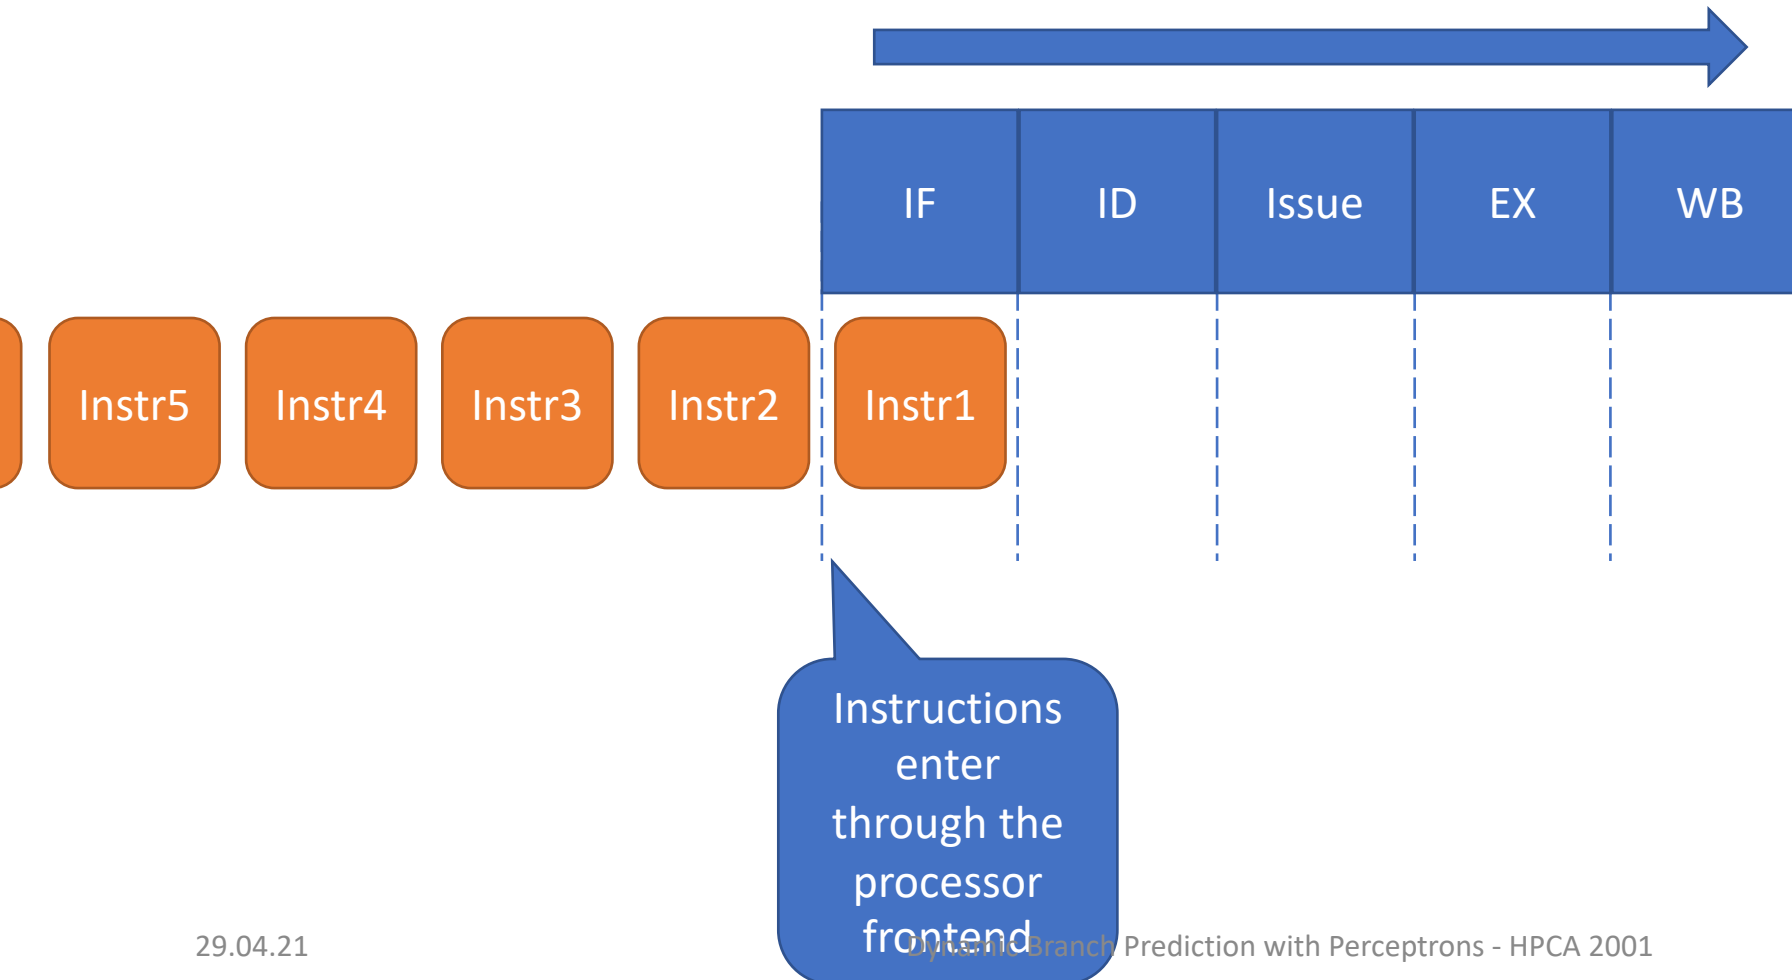 IF ID Issue EX WB
Instr5 Instr4 Instr3 Instr2 Instr1
Instructions
enter
through the
processor
frontend
29.04.21
Dynamic Branch Prediction with Perceptrons - HPCA 2001